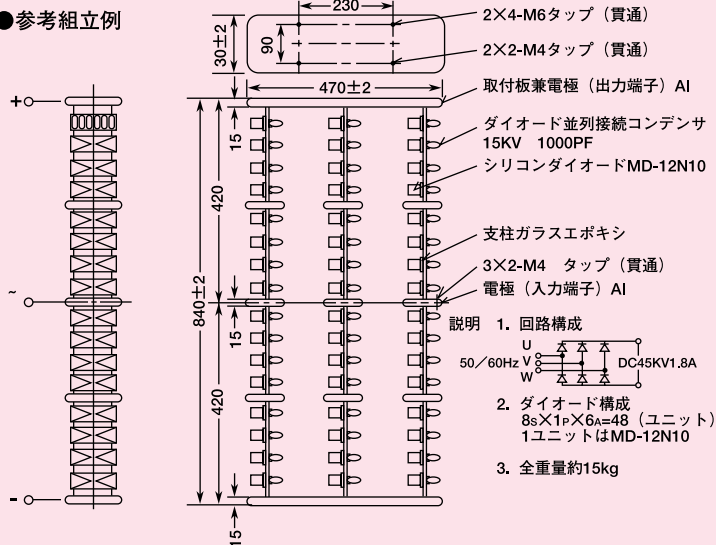 ●参考組立例
230
30±2
90
2×4-M6タップ（貫通）
2×2-M4タップ（貫通）
470±2
取付板兼電極（出力端子）Al
15
ダイオード並列接続コンデンサ
15KV 1000PF
シリコンダイオードMD-12N10
420
840±2
支柱ガラスエポキシ
3×2-M4 タップ（貫通）
電極（入力端子）Al
15
420
15
+
~
-
説明 1. 回路構成
U
50／60Hz V
W
DC45KV1.8A
2. ダイオード構成
8s×1P×6A=48（ユニット）
1ユニットはMD-12N10
3. 全重量約15kg